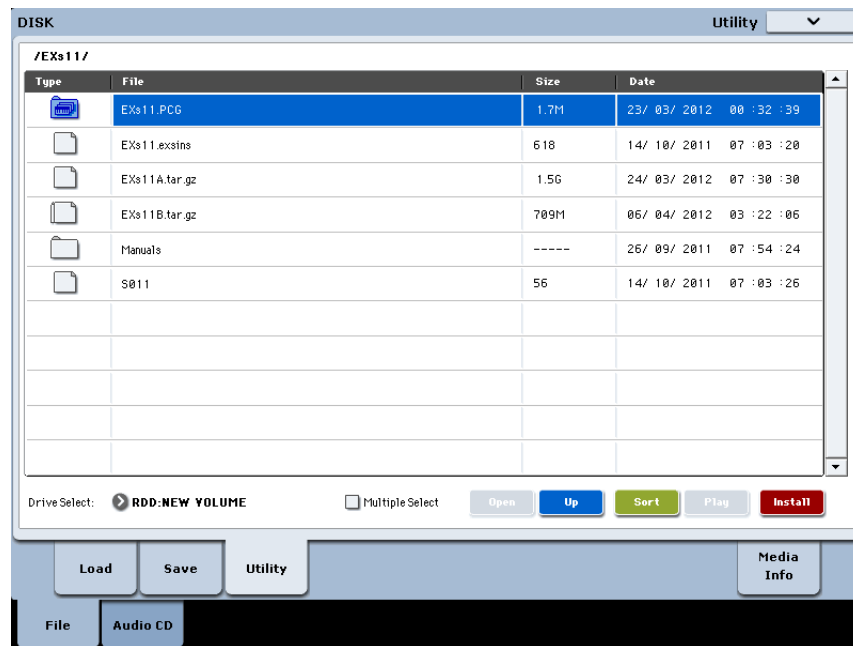 DISK Utility
/EXs11/
Type File Size Date
EXs11.PCG 1.7M 23/ 03/ 2012 00 :32 :39
EXs11.exsins 618 14/ 10/ 2011 07 :03 :20
EXs11A.tar.gz 1.5G 24/ 03/ 2012 07 :30 :30
EXs11B.tar.gz 709M 06/ 04/ 2012 03 :22 :06
Manuals ----- 26/ 09/ 2011 07 :54 :24
S011 56 14/ 10/ 2011 07 :03 :26
Drive Select: RDD:NEW VOLUME Multiple Select Open Up Sort Play Install
Load Save Utility Media
Info
File Audio CD